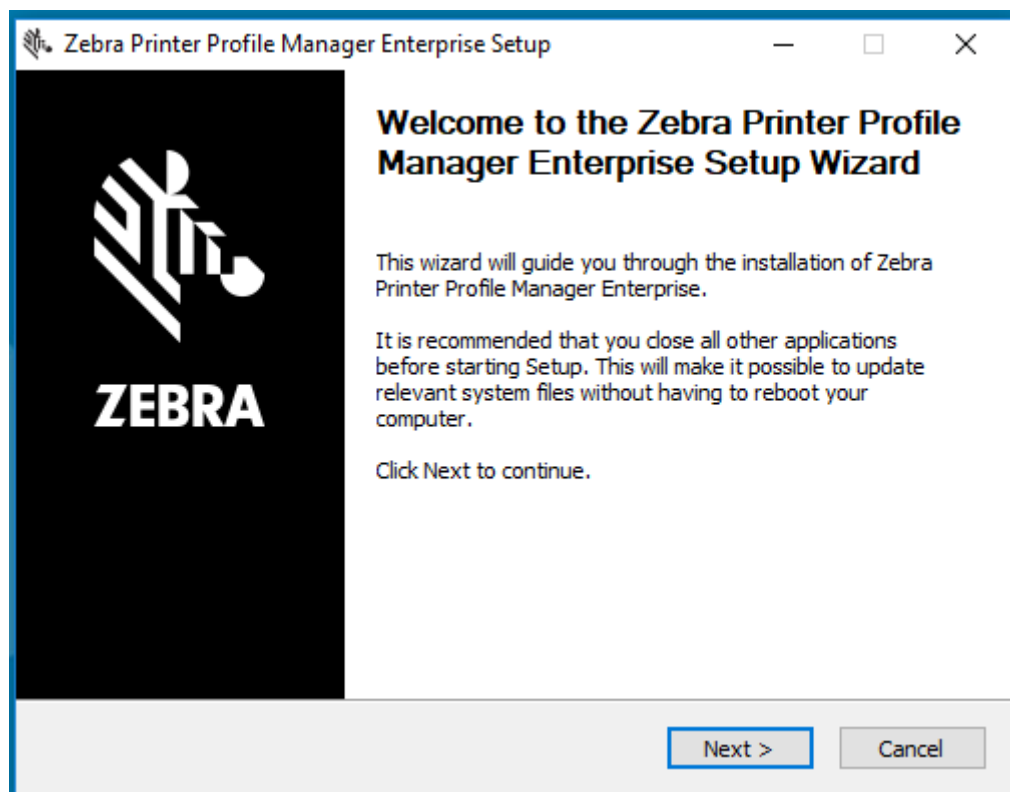 Zebra Printer Profile Manager Enterprise Setup
Welcome to the Zebra Printer Profile
Manager Enterprise Setup Wizard
This wizard will guide you through the installation of Zebra
Printer Profile Manager Enterprise.
It is recommended that you close all other applications
before starting Setup. This will make it possible to update
relevant system files without having to reboot your
computer.
Click Next to continue.
ZEBRA
Next >
Cancel